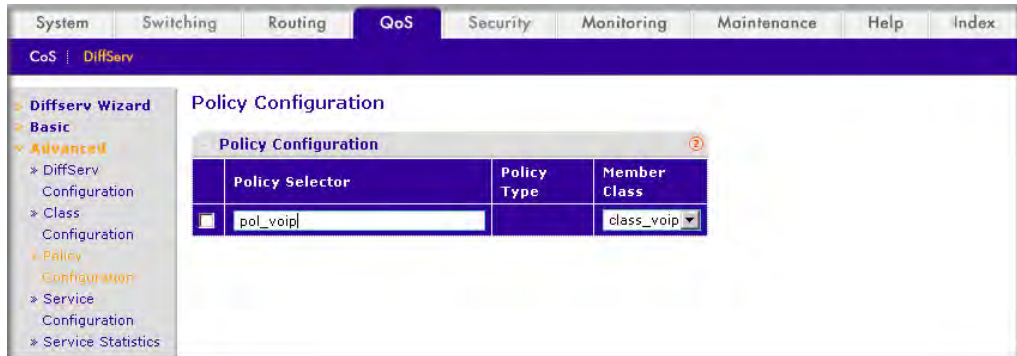 System Switching Routing QoS Security Monitoring Maintenance Help Index
CoS | DiffServ
Diffserv Wizard
Basic
Advanced
» DiffServ
Configuration
» Class
Configuration
» Policy
Configuration
» Service
Configuration
» Service Statistics
Policy Configuration
Policy Configuration ?
Policy Selector Policy Type Member Class
pol_voip class_voip